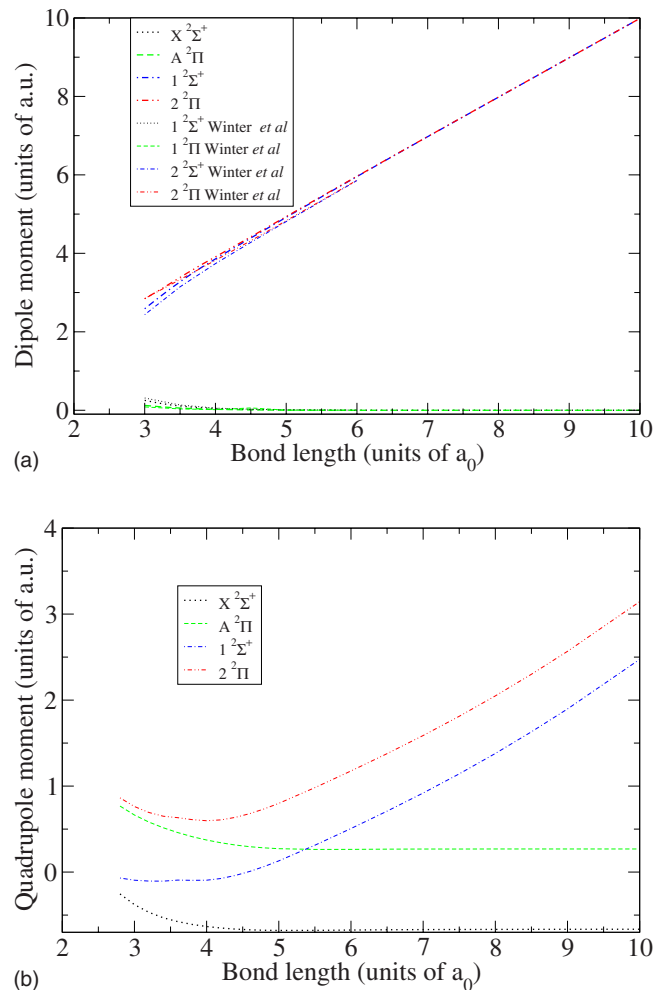 10
8
6
4
2
0
Dipole moment (units of a.u.)
X ²Σ⁺
A ²Π
1 ²Σ⁺
2 ²Π
1 ²Σ⁺ Winter et al
1 ²Π Winter et al
2 ²Σ⁺ Winter et al
2 ²Π Winter et al
2 3 4 5 6 7 8 9 10
(a)
Bond length (units of a₀)
4
3
2
1
0
Quadrupole moment (units of a.u.)
X ²Σ⁺
A ²Π
1 ²Σ⁺
2 ²Π
2 3 4 5 6 7 8 9 10
(b)
Bond length (units of a₀)